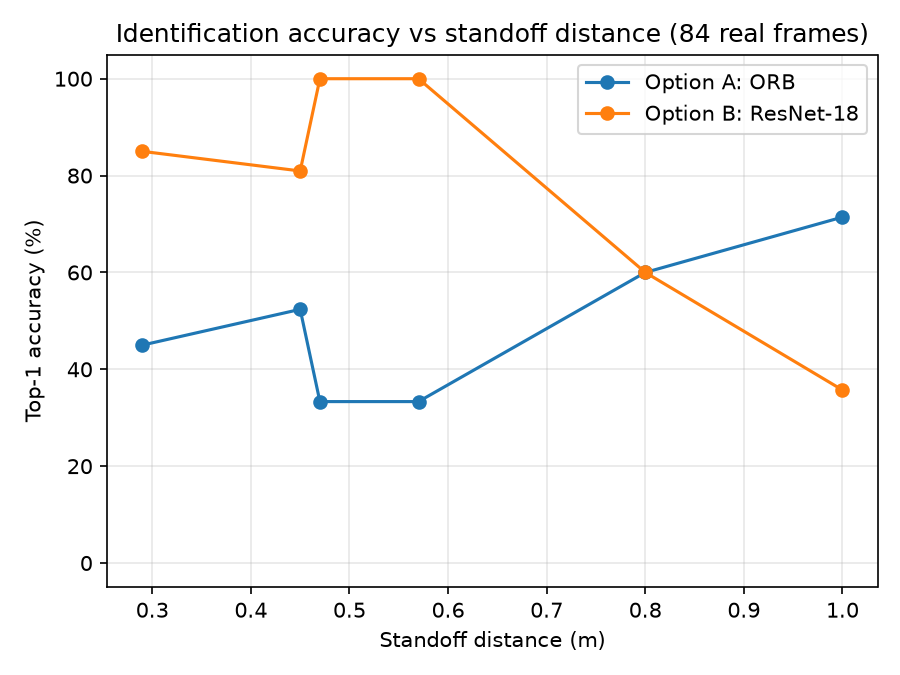 Identification accuracy vs standoff distance (84 real frames)
Option A: ORB
Option B: ResNet-18
Top-1 accuracy (%)
100
80
60
40
20
0
0.3 0.4 0.5 0.6 0.7 0.8 0.9 1.0
Standoff distance (m)